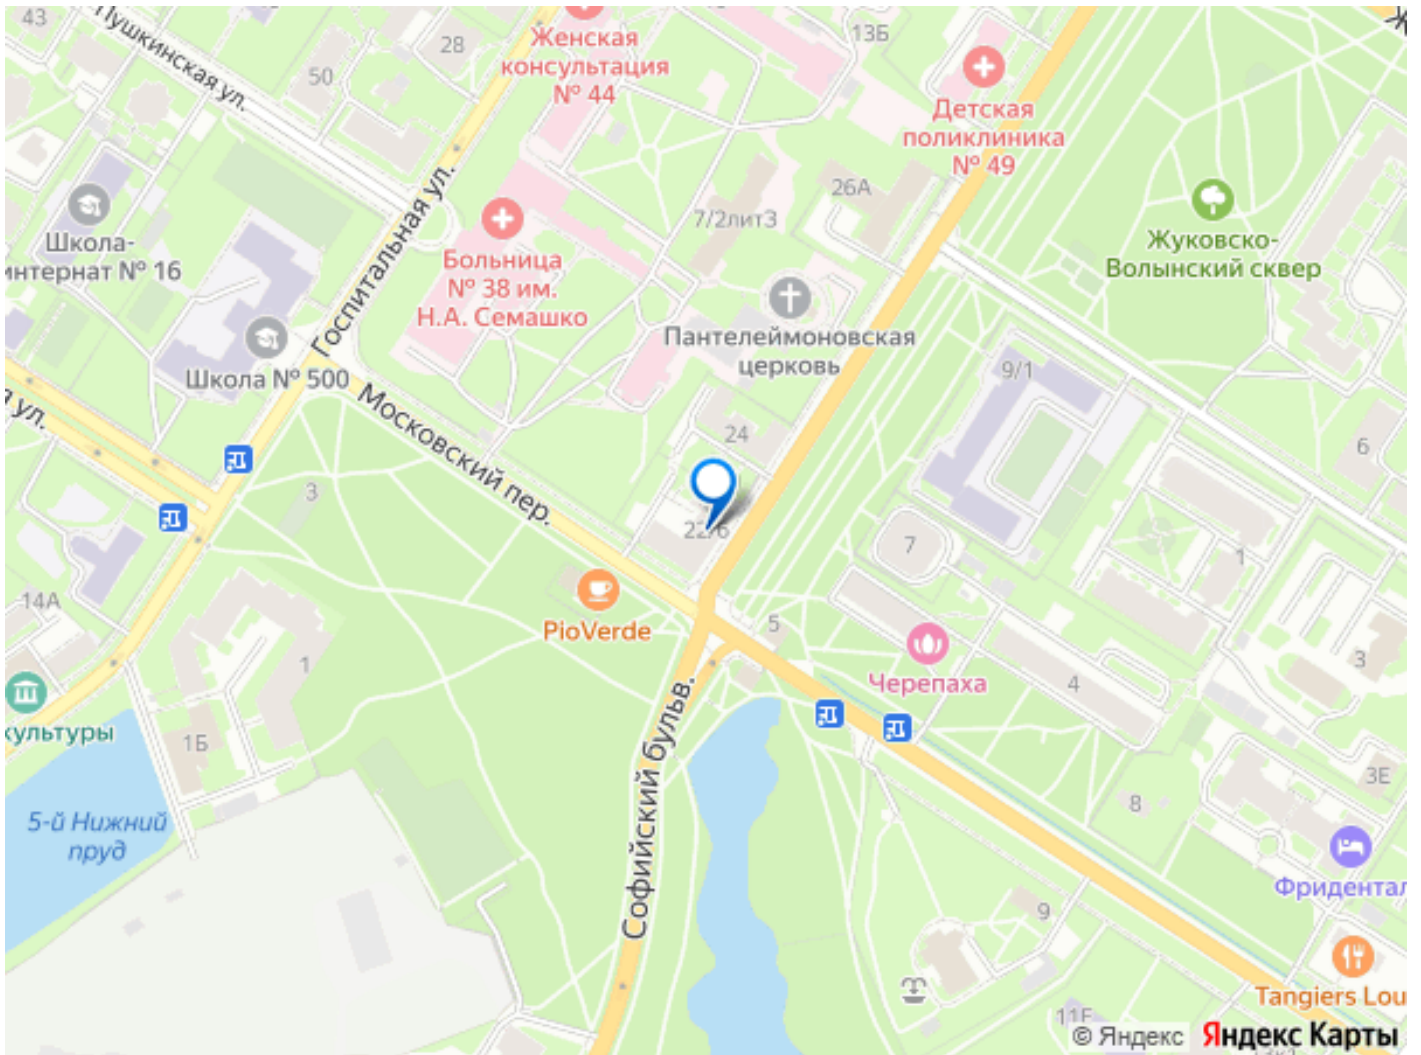 43
Пушкинская ул.
28
50
Женская
консультация
№ 44
13Б
Детская
поликлиника
№ 49
26А
7/2лит3
Школа-
интернат № 16
Госпитальная ул.
Больница
№ 38 им.
Н.А. Семашко
Жуковско-
Волынский сквер
Пантелеймоновская
церковь
Школа № 500
9/1
я ул.
Московский пер.
24
6
3
22/6
7
1
14А
PioVerde
5
Черепаха
4
3
1
культуры
1Б
Софийский бульв.
3Е
8
5-й Нижний
пруд
Фридентал
9
Tangiers Lou
© Яндекс
Яндекс Карты